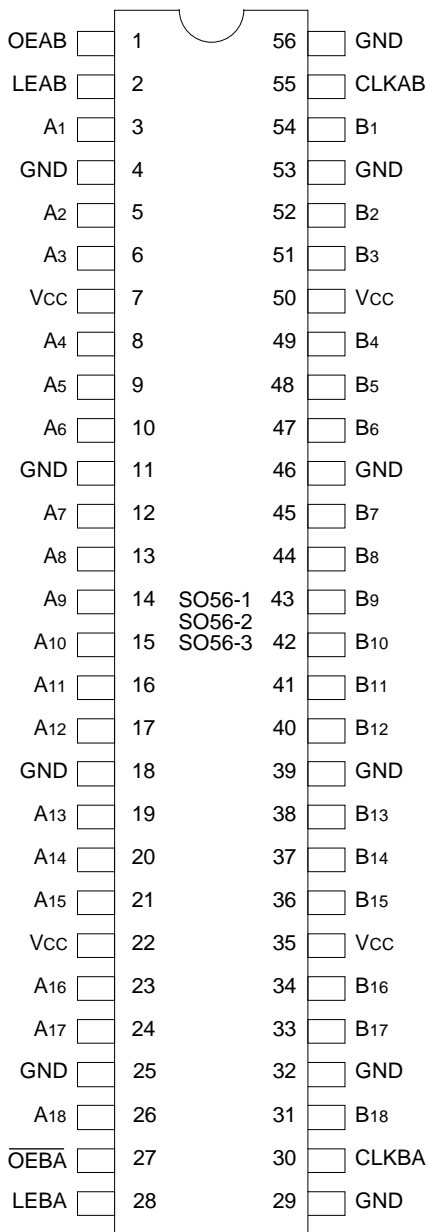 OEAB 1 56 GND
LEAB 2 55 CLKAB
A1 3 54 B1
GND 4 53 GND
A2 5 52 B2
A3 6 51 B3
VCC 7 50 VCC
A4 8 49 B4
A5 9 48 B5
A6 10 47 B6
GND 11 46 GND
A7 12 45 B7
A8 13 44 B8
A9 14 SO56-1 43 B9
SO56-2
A10 15 SO56-3 42 B10
A11 16 41 B11
A12 17 40 B12
GND 18 39 GND
A13 19 38 B13
A14 20 37 B14
A15 21 36 B15
VCC 22 35 VCC
A16 23 34 B16
A17 24 33 B17
GND 25 32 GND
A18 26 31 B18
O̅E̅B̅A̅ 27 30 CLKBA
LEBA 28 29 GND